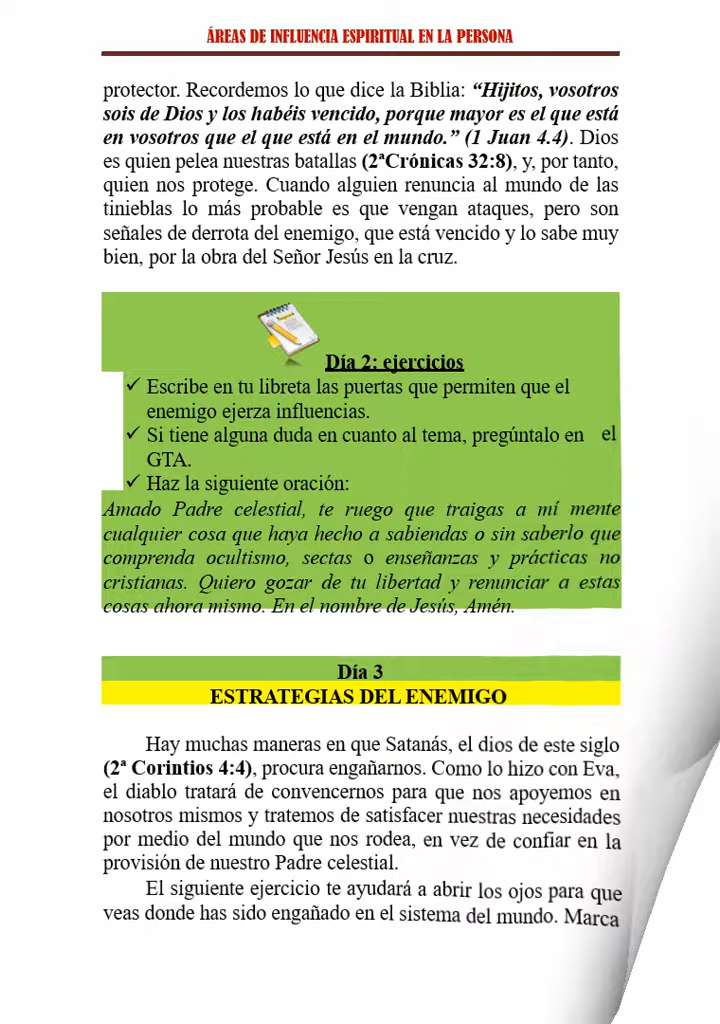 ÁREAS DE INFLUENCIA ESPIRITUAL EN LA PERSONA
protector. Recordemos lo que dice la Biblia: “Hijitos, vosotros
sois de Dios y los habéis vencido, porque mayor es el que está
en vosotros que el que está en el mundo.” (1 Juan 4.4). Dios
es quien pelea nuestras batallas (2ªCrónicas 32:8), y, por tanto,
quien nos protege. Cuando alguien renuncia al mundo de las
tinieblas lo más probable es que vengan ataques, pero son
señales de derrota del enemigo, que está vencido y lo sabe muy
bien, por la obra del Señor Jesús en la cruz.
Día 2: ejercicios
✓ Escribe en tu libreta las puertas que permiten que el
enemigo ejerza influencias.
✓ Si tiene alguna duda en cuanto al tema, pregúntalo en el
GTA.
✓ Haz la siguiente oración:
Amado Padre celestial, te ruego que traigas a mí mente
cualquier cosa que haya hecho a sabiendas o sin saberlo que
comprenda ocultismo, sectas o enseñanzas y prácticas no
cristianas. Quiero gozar de tu libertad y renunciar a estas
cosas ahora mismo. En el nombre de Jesús, Amén.
Día 3
ESTRATEGIAS DEL ENEMIGO
Hay muchas maneras en que Satanás, el dios de este siglo
(2ª Corintios 4:4), procura engañarnos. Como lo hizo con Eva,
el diablo tratará de convencernos para que nos apoyemos en
nosotros mismos y tratemos de satisfacer nuestras necesidades
por medio del mundo que nos rodea, en vez de confiar en la
provisión de nuestro Padre celestial.
El siguiente ejercicio te ayudará a abrir los ojos para que
veas donde has sido engañado en el sistema del mundo. Marca